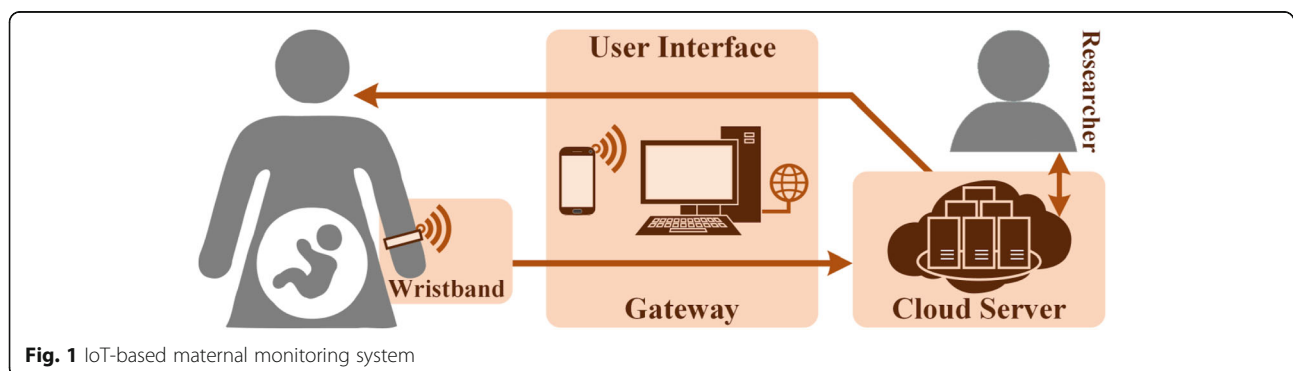 User Interface
Researcher
Wristband
Gateway
Cloud Server
Fig. 1 IoT-based maternal monitoring system